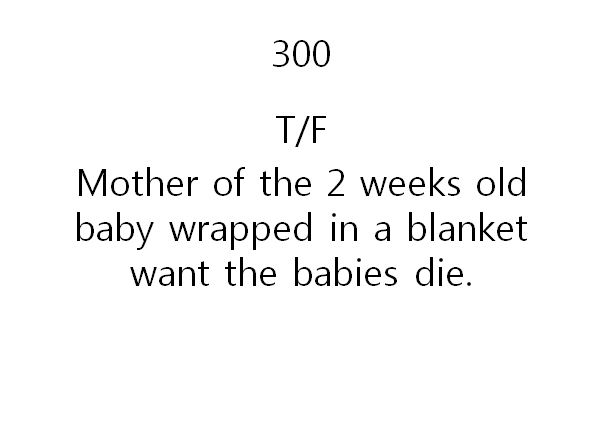 300
T/F
Mother of the 2 weeks old
baby wrapped in a blanket
want the babies die.